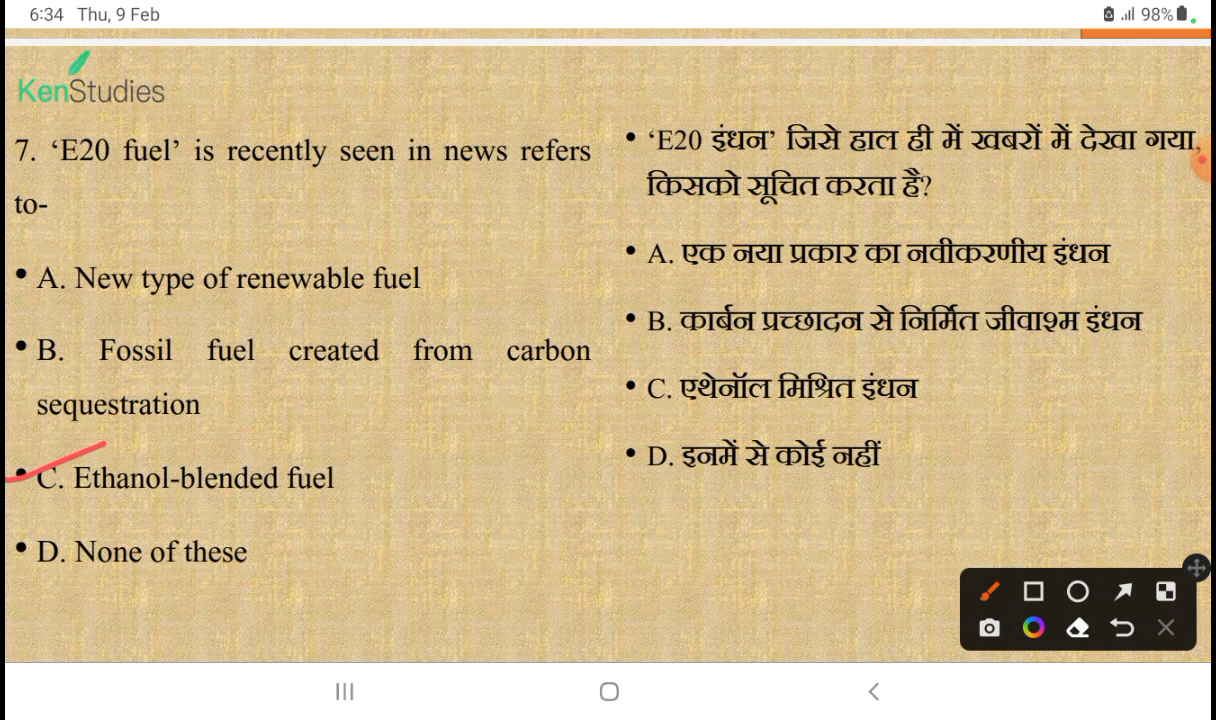 6:34 Thu, 9 Feb
98%
KenStudies
7. ‘E20 fuel’ is recently seen in news refers
to-
• A. New type of renewable fuel
• B. Fossil fuel created from carbon
sequestration
• C. Ethanol-blended fuel
• D. None of these
• ‘E20 इंधन’ जिसे हाल ही में खबरों में देखा गया,
किसको सूचित करता है?
• A. एक नया प्रकार का नवीकरणीय इंधन
• B. कार्बन प्रच्छादन से निर्मित जीवाश्म इंधन
• C. एथेनॉल मिश्रित इंधन
• D. इनमें से कोई नहीं